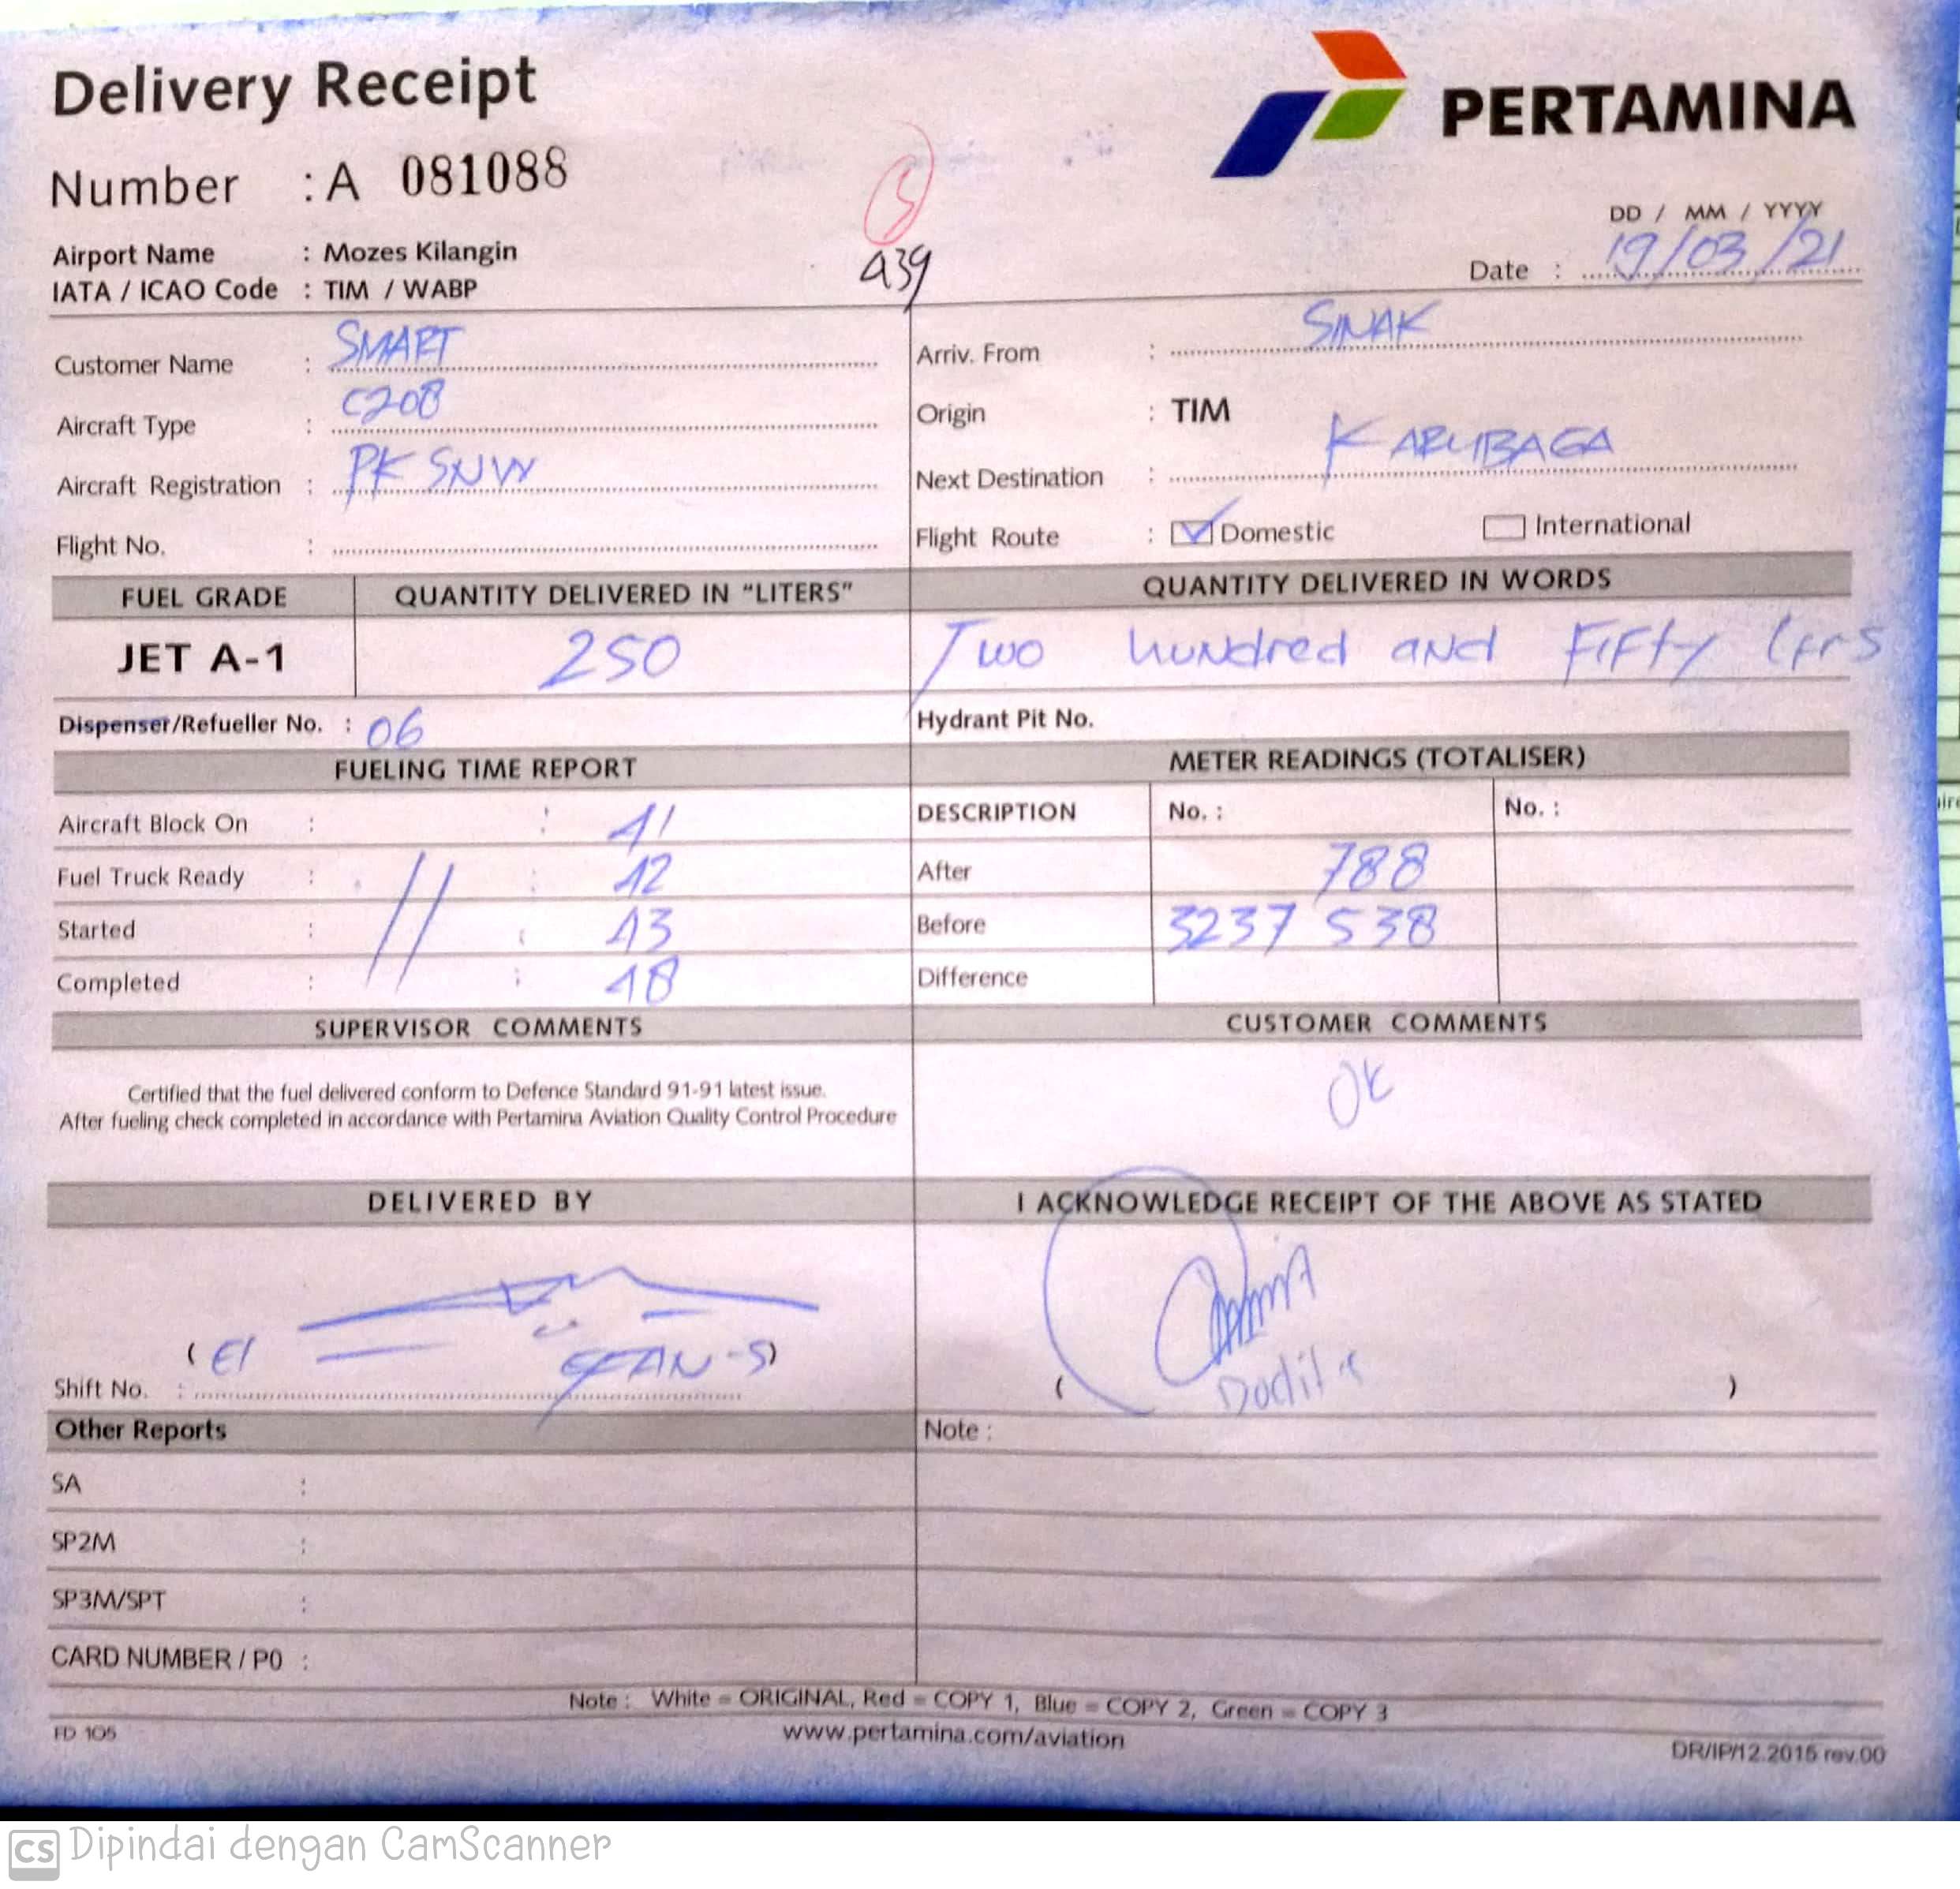 Delivery Receipt
PERTAMINA
Number : A 081088
DD / MM / YYYY
Date : 19/03/21
Airport Name : Mozes Kilangin
IATA / ICAO Code : TIM / WABP
439
Customer Name : SMART
Arriv. From : SINAK
Aircraft Type : C208
Origin : TIM
Aircraft Registration : PK SNW
Next Destination : KARUBAGA
Flight No. :
Flight Route : Domestic International
FUEL GRADE QUANTITY DELIVERED IN "LITERS" QUANTITY DELIVERED IN WORDS
JET A-1 250 Two hundred and Fifty ltrs
Dispenser/Refueller No. : 06
Hydrant Pit No.
FUELING TIME REPORT METER READINGS (TOTALISER)
Aircraft Block On : : 11
DESCRIPTION No. : No. :
Fuel Truck Ready : : 12
After 788
Started : : 13
Before 3237 538
Completed : : 18
Difference
SUPERVISOR COMMENTS CUSTOMER COMMENTS
Certified that the fuel delivered conform to Defence Standard 91-91 latest issue.
After fueling check completed in accordance with Pertamina Aviation Quality Control Procedure
OK
DELIVERED BY I ACKNOWLEDGE RECEIPT OF THE ABOVE AS STATED
Shift No. :
Other Reports Note :
SA :
SP2M :
SP3M/SPT :
CARD NUMBER / P0 :
Note : White = ORIGINAL, Red = COPY 1, Blue = COPY 2, Green = COPY 3
FD 105 www.pertamina.com/aviation DR/IP/12.2015 rev.00
CS Dipindai dengan CamScanner